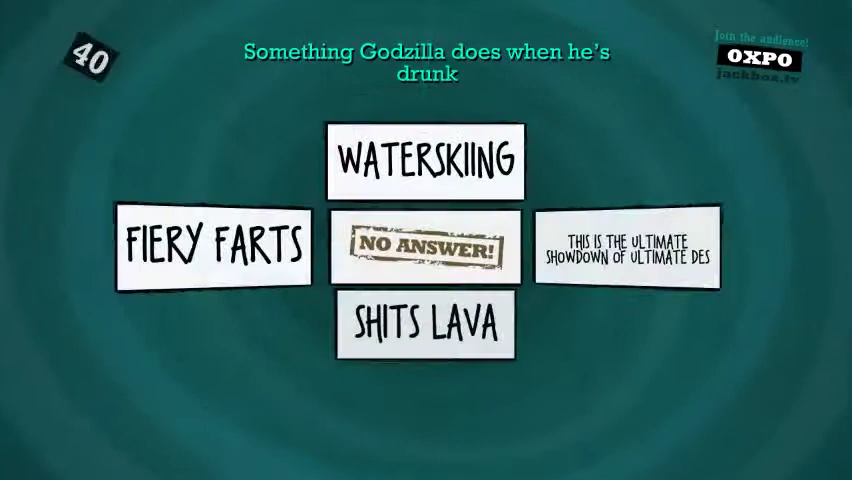 40
Something Godzilla does when he's
drunk
Join the audience!
OXPO
jackbox.tv
WATERSKIING
FIERY FARTS
NO ANSWER!
THIS IS THE ULTIMATE
SHOWDOWN OF ULTIMATE DES
SHITS LAVA